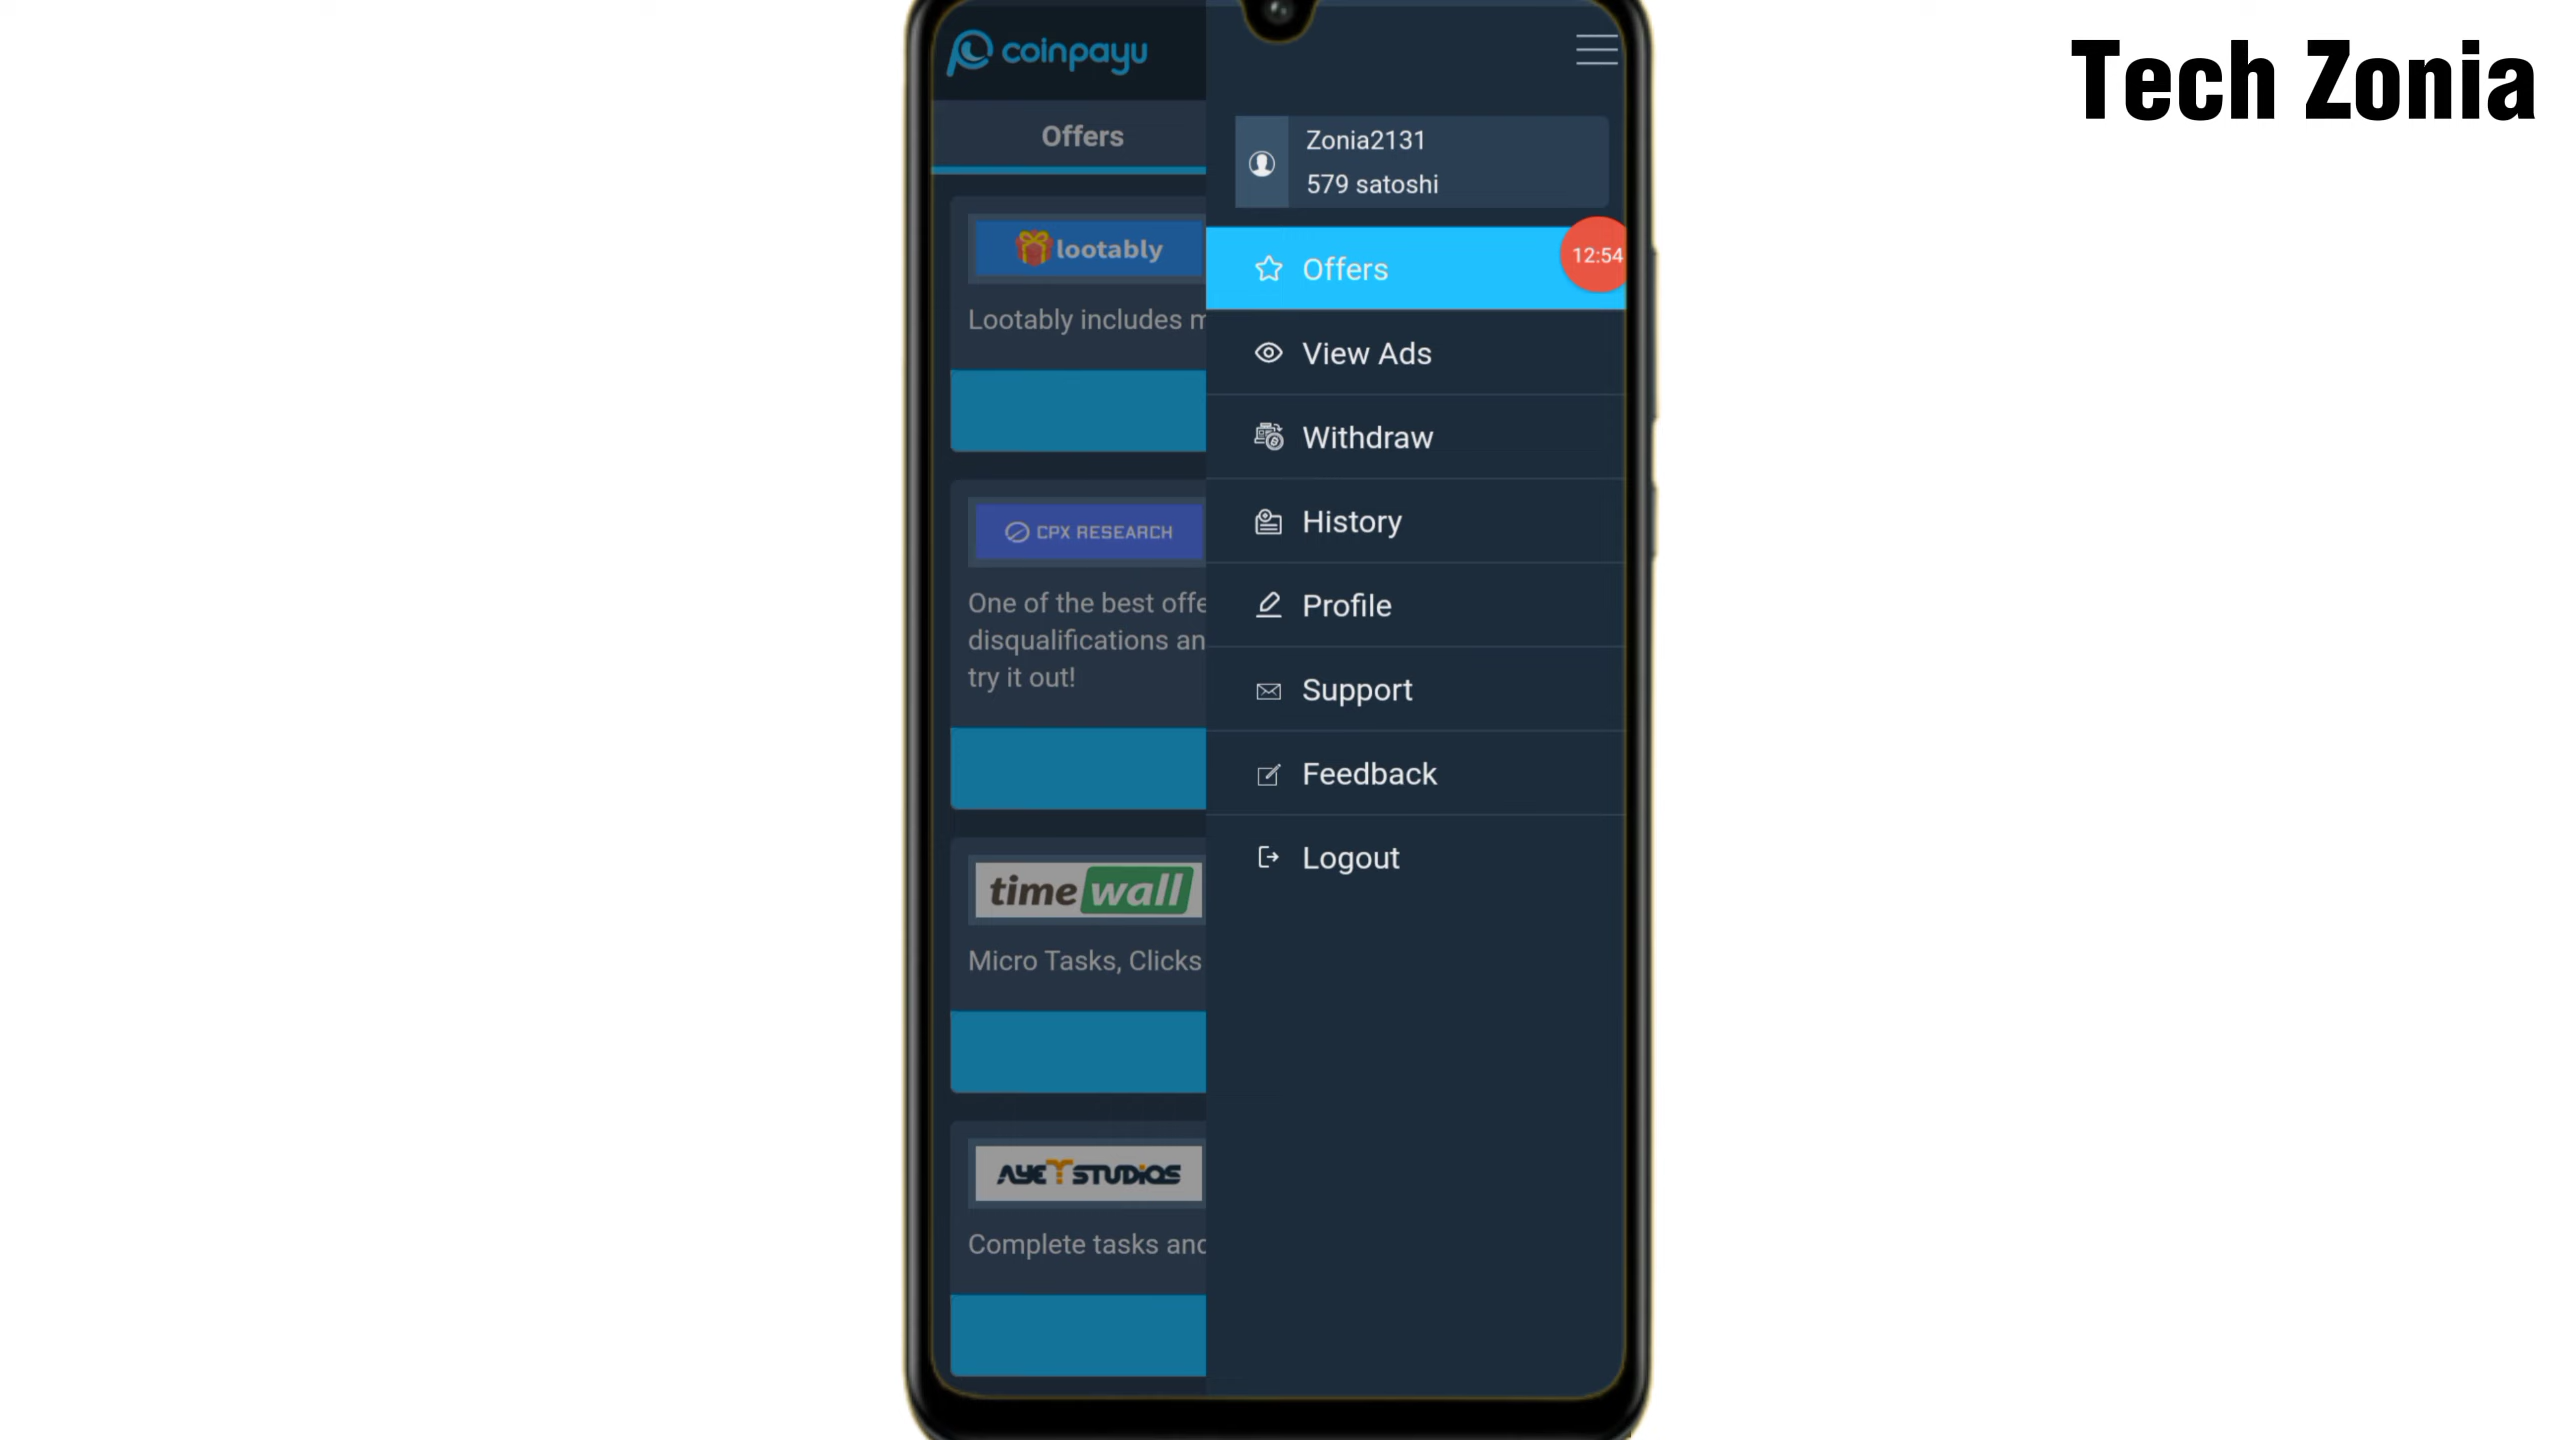 Tech Zonia
coinpayu
Offers
lootably
Lootably includes m
CPX RESEARCH
One of the best offe
disqualifications an
try it out!
time wall
Micro Tasks, Clicks
AYET STUDIOS
Complete tasks and
Zonia2131
579 satoshi
Offers
12:54
View Ads
Withdraw
History
Profile
Support
Feedback
Logout